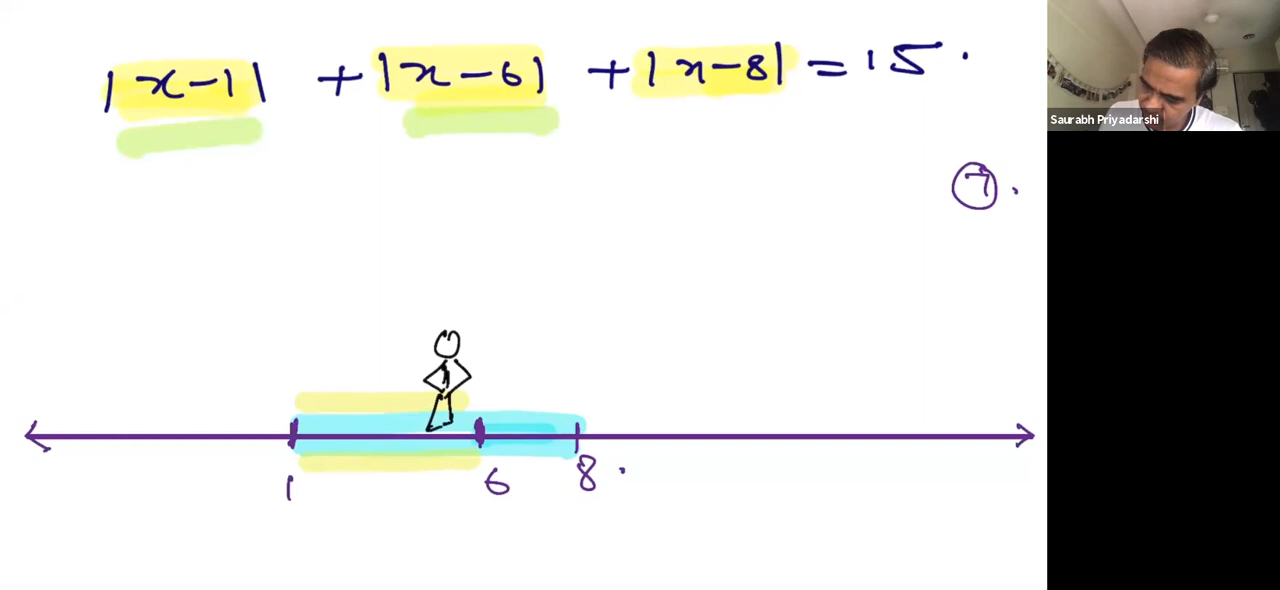 |x-1| + |x-6| + |x-8| = 15.
Saurabh Priyadarshi
7.
1 6 8.